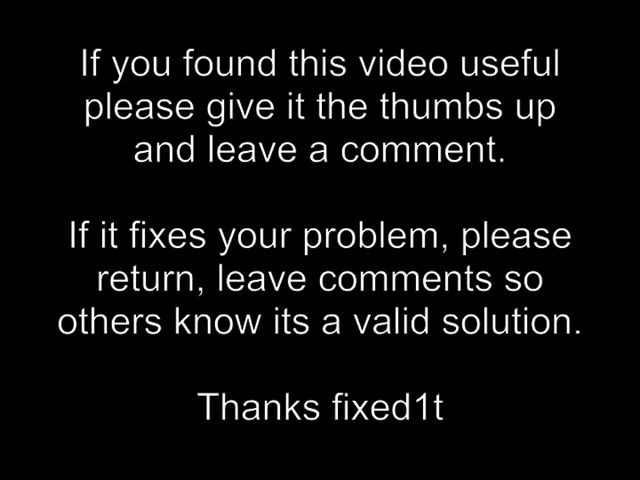 If you found this video useful
please give it the thumbs up
and leave a comment.
If it fixes your problem, please
return, leave comments so
others know its a valid solution.
Thanks fixed1t